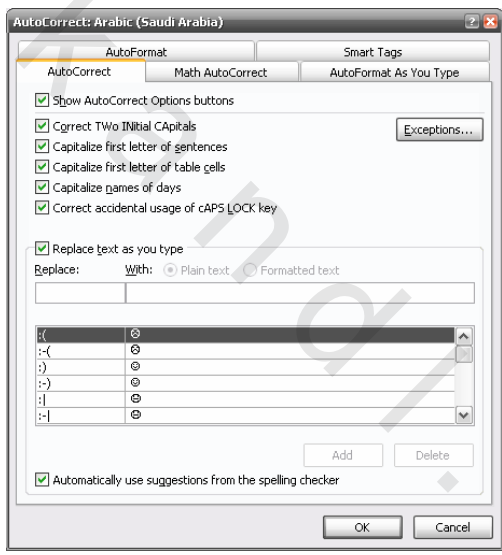 AutoCorrect: Arabic (Saudi Arabia)
AutoFormat Smart Tags
AutoCorrect Math AutoCorrect AutoFormat As You Type
Show AutoCorrect Options buttons
Correct TWo INitial CApitals Exceptions...
Capitalize first letter of sentences
Capitalize first letter of table cells
Capitalize names of days
Correct accidental usage of cAPS LOCK key
Replace text as you type
Replace: With: Plain text Formatted text
:( ☹
:-( ☹
:) ☺
:-) ☺
:| 😐
:-| 😐
Add Delete
Automatically use suggestions from the spelling checker
OK Cancel